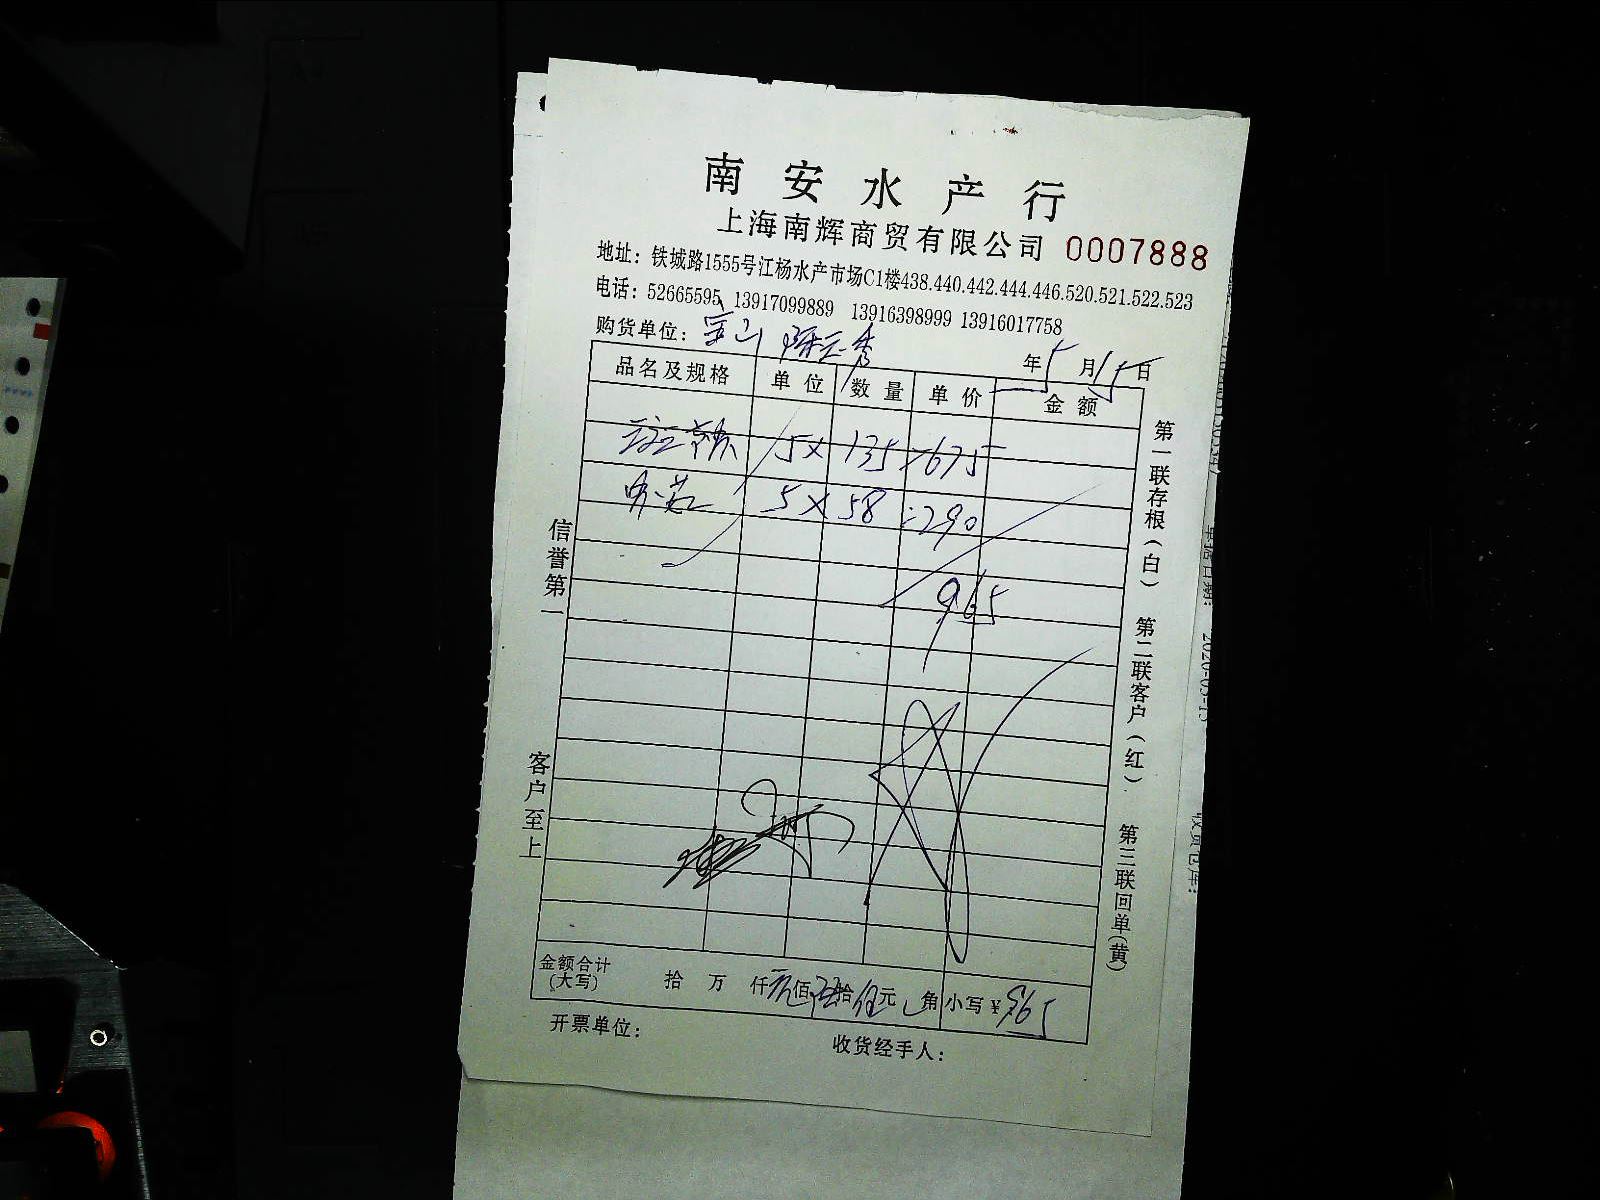 南安水产行
上海南辉商贸有限公司 0007888
地址：铁城路1555号江杨水产市场C1楼438.440.442.444.446.520.521.522.523
电话：52665595 13917099889 13916398999 13916017758
购货单位：宝山
年5月15日
品名及规格 单位 数量 单价 金额
5× 135=675
5×58=290
965
金额合计(大写) 拾 万 仟 佰 拾 元 角 小写￥965
开票单位： 收货经手人：
信誉第一 客户至上
第一联存根(白) 第二联客户(红) 第三联回单(黄)